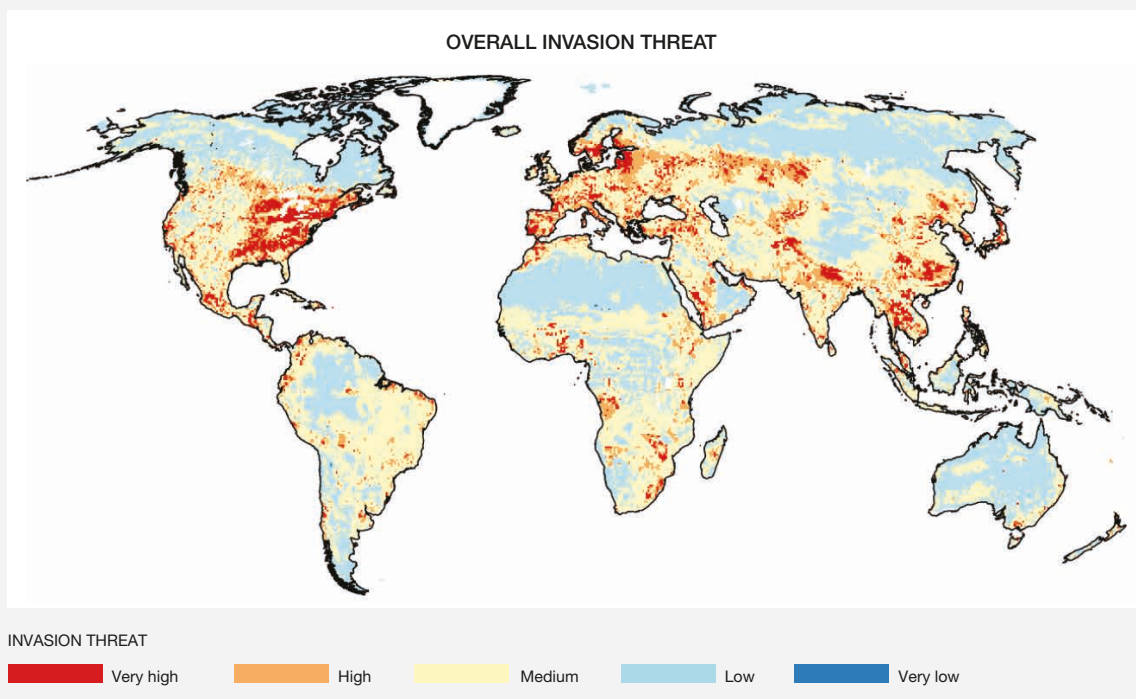 OVERALL INVASION THREAT
INVASION THREAT
Very high High Medium Low Very low